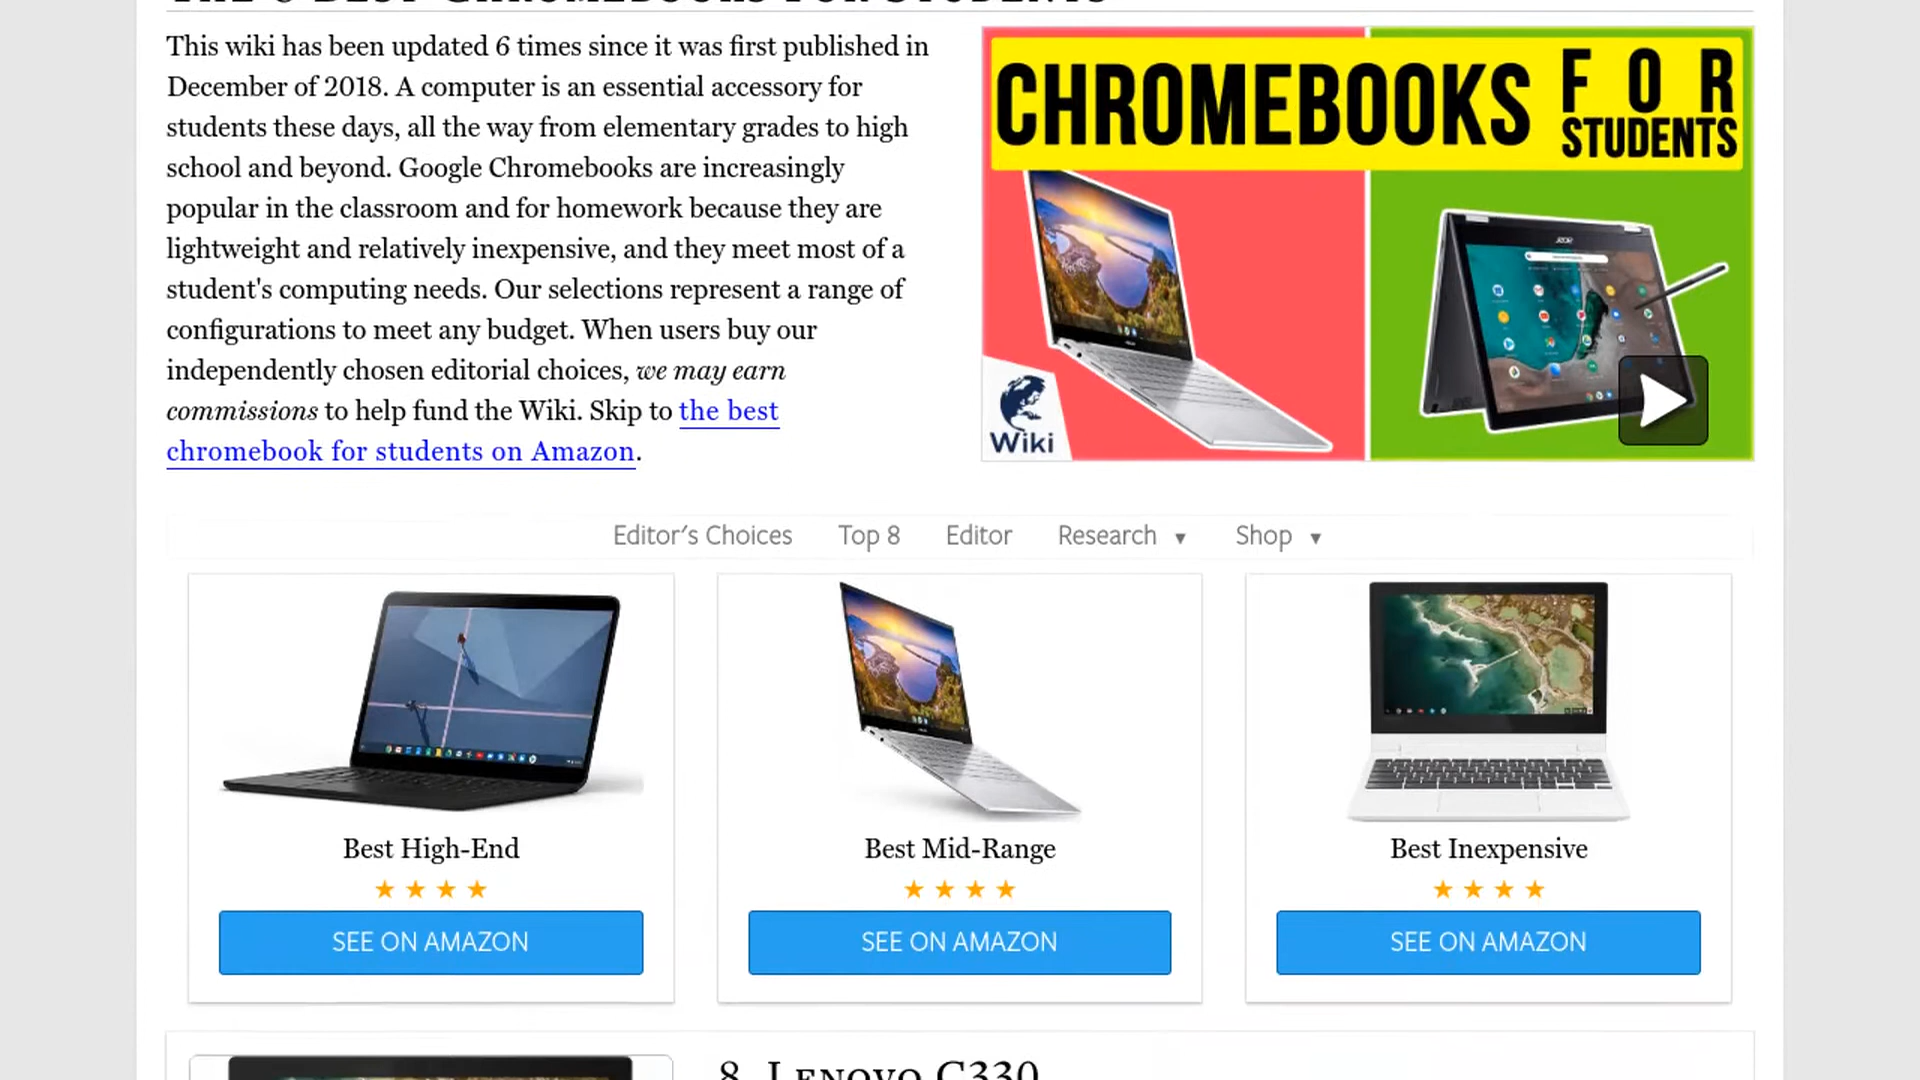 THE 8 BEST CHROMEBOOKS FOR STUDENTS
This wiki has been updated 6 times since it was first published in
December of 2018. A computer is an essential accessory for
students these days, all the way from elementary grades to high
school and beyond. Google Chromebooks are increasingly
popular in the classroom and for homework because they are
lightweight and relatively inexpensive, and they meet most of a
student's computing needs. Our selections represent a range of
configurations to meet any budget. When users buy our
independently chosen editorial choices, we may earn
commissions to help fund the Wiki. Skip to the best
chromebook for students on Amazon.
CHROMEBOOKS FOR
STUDENTS
acer
Wiki
Editor's Choices Top 8 Editor Research ▼ Shop ▼
Best High-End
★ ★ ★ ★
SEE ON AMAZON
Best Mid-Range
★ ★ ★ ★
SEE ON AMAZON
Best Inexpensive
★ ★ ★ ★
SEE ON AMAZON
8. LENOVO C330